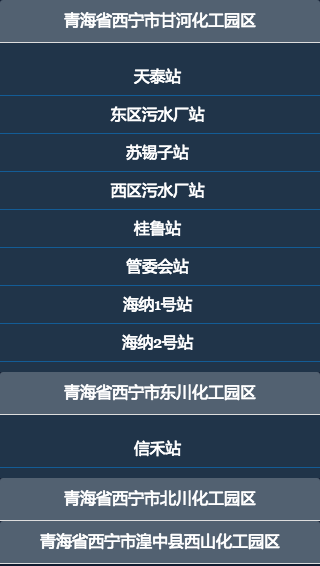 青海省西宁市甘河化工园区
天泰站
东区污水厂站
苏锡子站
西区污水厂站
桂鲁站
管委会站
海纳1号站
海纳2号站
青海省西宁市东川化工园区
信禾站
青海省西宁市北川化工园区
青海省西宁市湟中县西山化工园区